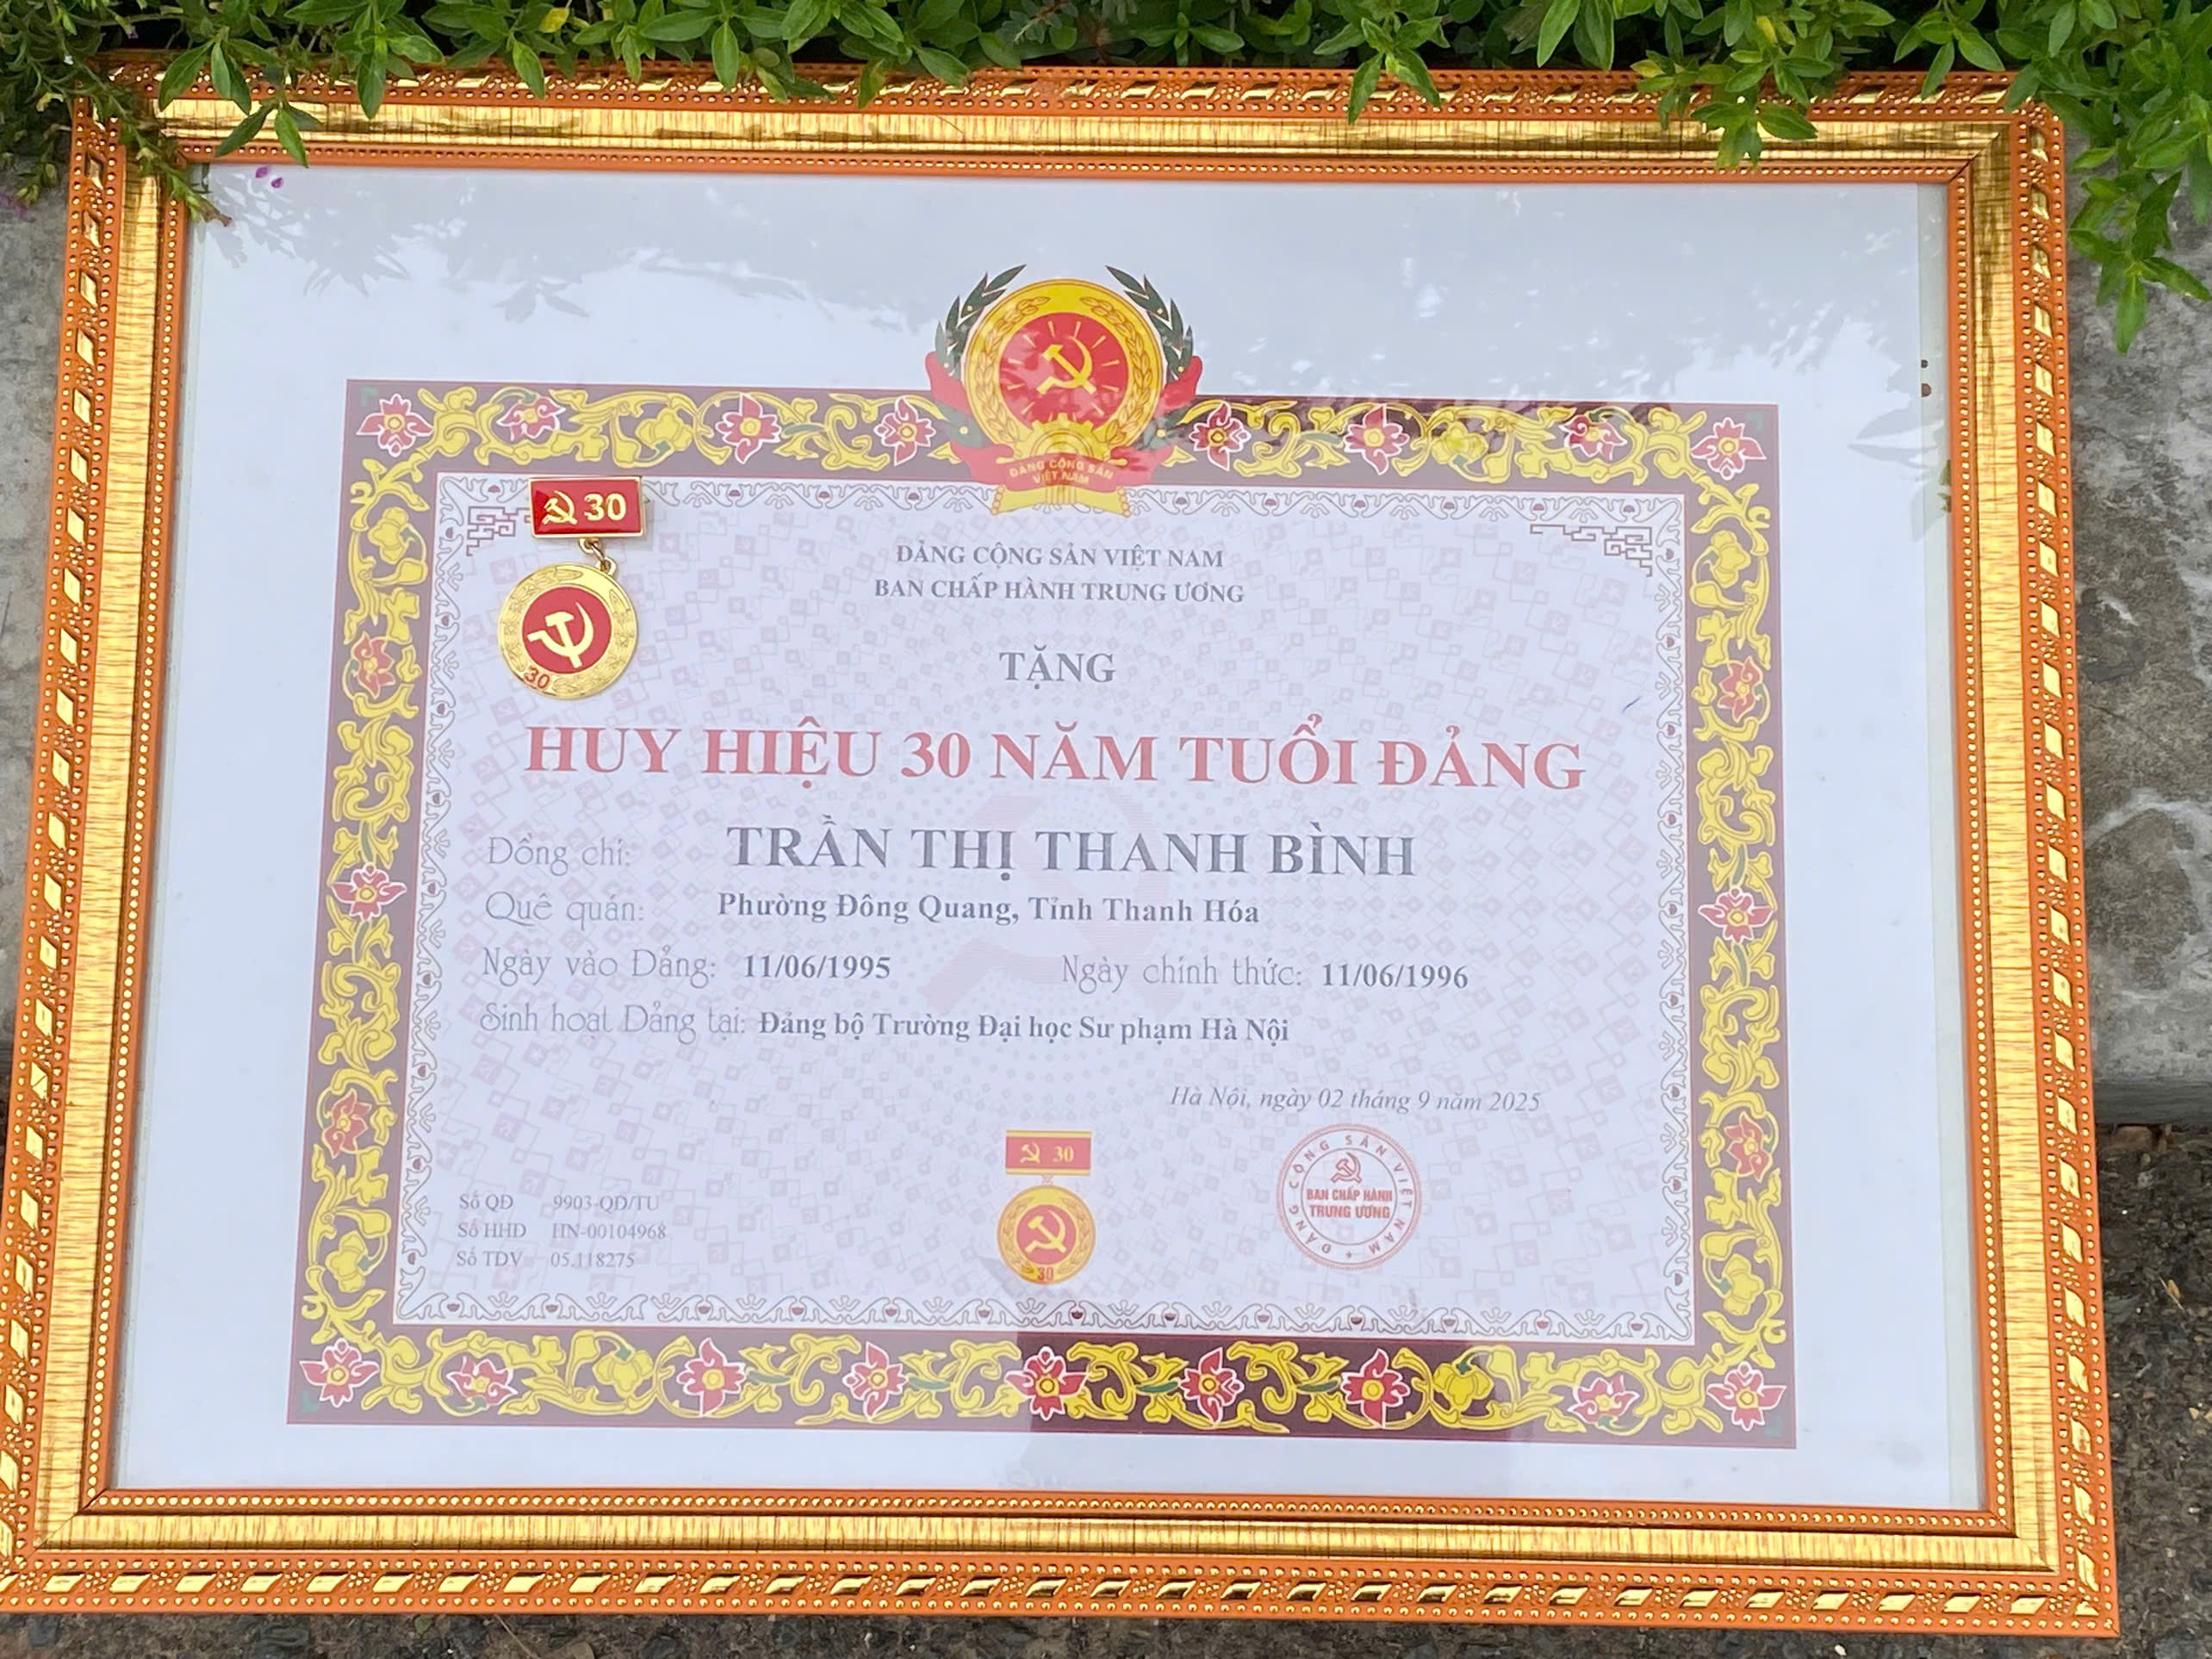 ĐẢNG CỘNG SẢN
VIỆT NAM
30
30
ĐẢNG CỘNG SẢN VIỆT NAM
BAN CHẤP HÀNH TRUNG ƯƠNG
TẶNG
HUY HIỆU 30 NĂM TUỔI ĐẢNG
Đồng chí: TRẦN THỊ THANH BÌNH
Quê quán: Phường Đông Quang, Tỉnh Thanh Hóa
Ngày vào Đảng: 11/06/1995 Ngày chính thức: 11/06/1996
Sinh hoạt Đảng tại: Đảng bộ Trường Đại học Sư phạm Hà Nội
Hà Nội, ngày 02 tháng 9 năm 2025
30
30
ĐẢNG CỘNG SẢN VIỆT NAM
BAN CHẤP HÀNH
TRUNG ƯƠNG
Số QĐ 9903-QĐ/TU
Số HHĐ HN-00104968
Số TĐV 05.118275